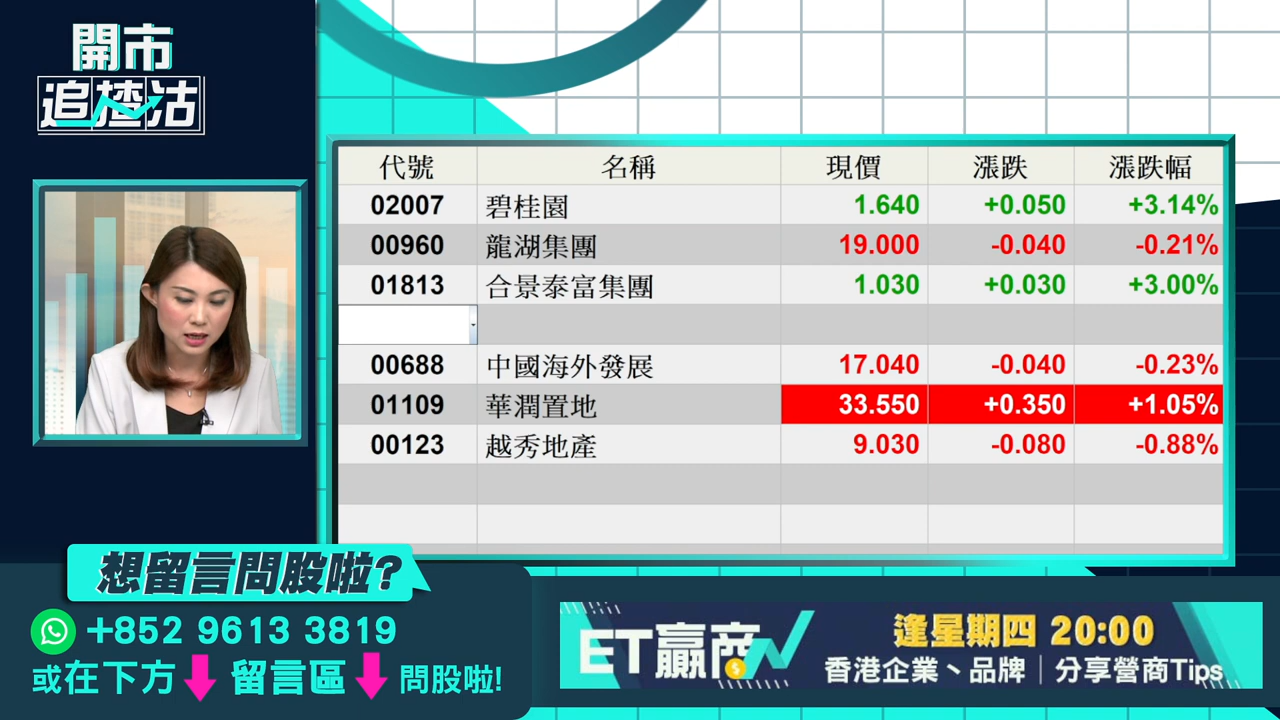 開市
追揸沽
代號 名稱 現價 漲跌 漲跌幅
02007 碧桂園 1.640 +0.050 +3.14%
00960 龍湖集團 19.000 -0.040 -0.21%
01813 合景泰富集團 1.030 +0.030 +3.00%
00688 中國海外發展 17.040 -0.040 -0.23%
01109 華潤置地 33.550 +0.350 +1.05%
00123 越秀地產 9.030 -0.080 -0.88%
想留言問股啦?
+852 9613 3819
或在下方 留言區 問股啦!
ET贏商
逢星期四 20:00
香港企業、品牌｜分享營商Tips